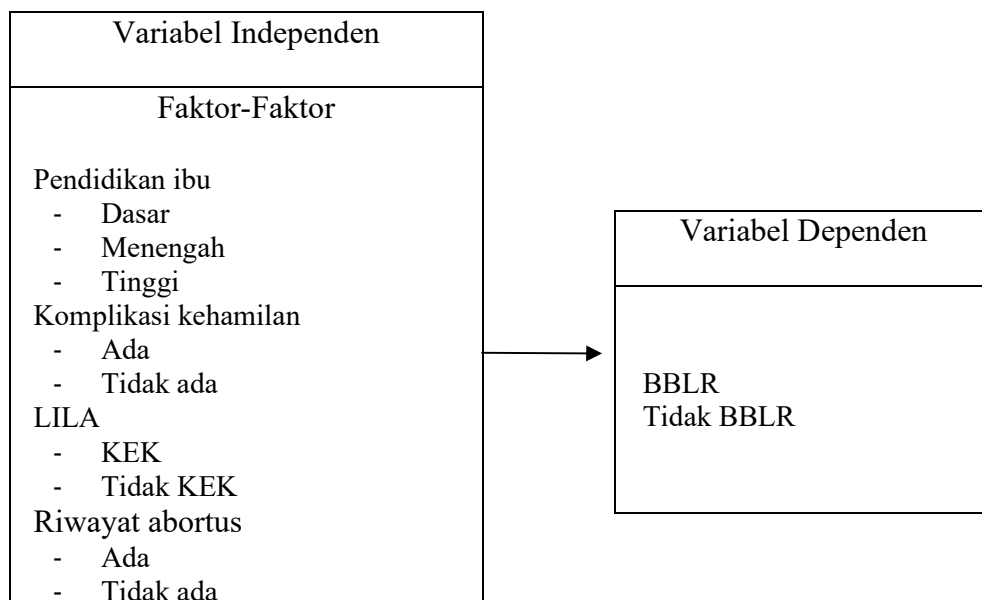 Variabel Independen
Faktor-Faktor
Pendidikan ibu
- Dasar
- Menengah
- Tinggi
Komplikasi kehamilan
- Ada
- Tidak ada
LILA
- KEK
- Tidak KEK
Riwayat abortus
- Ada
- Tidak ada
Variabel Dependen
BBLR
Tidak BBLR